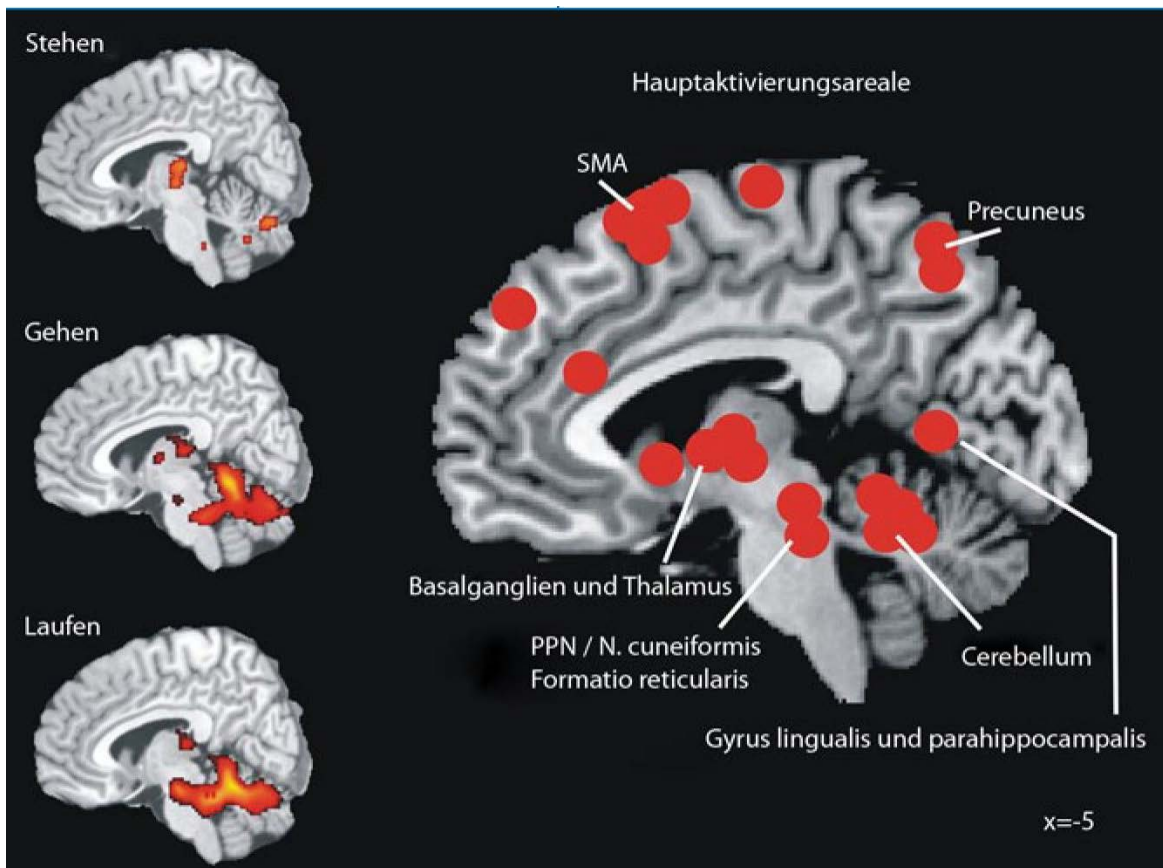 Stehen
Gehen
Laufen
Hauptaktivierungsareale
SMA
Precuneus
Basalganglien und Thalamus
PPN / N. cuneiformis
Formatio reticularis
Cerebellum
Gyrus lingualis und parahippocampalis
x=-5